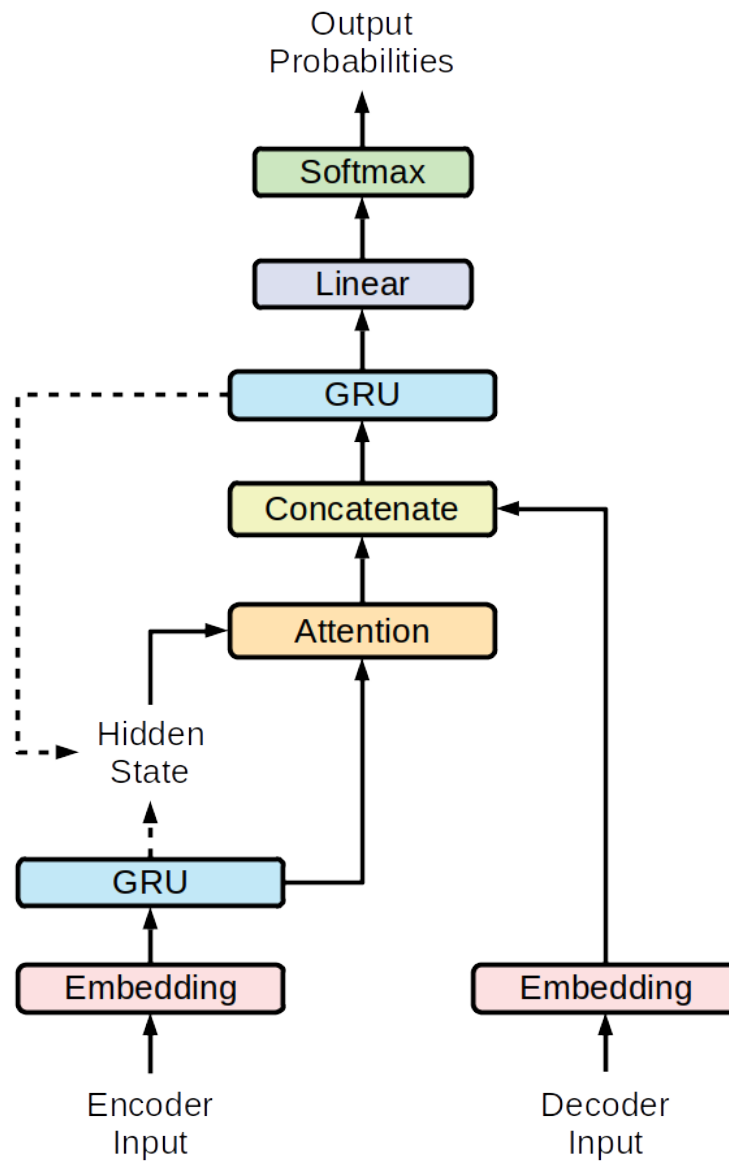 Output
Probabilities
Softmax
Linear
GRU
Concatenate
Attention
Hidden
State
GRU
Embedding
Embedding
Encoder
Input
Decoder
Input